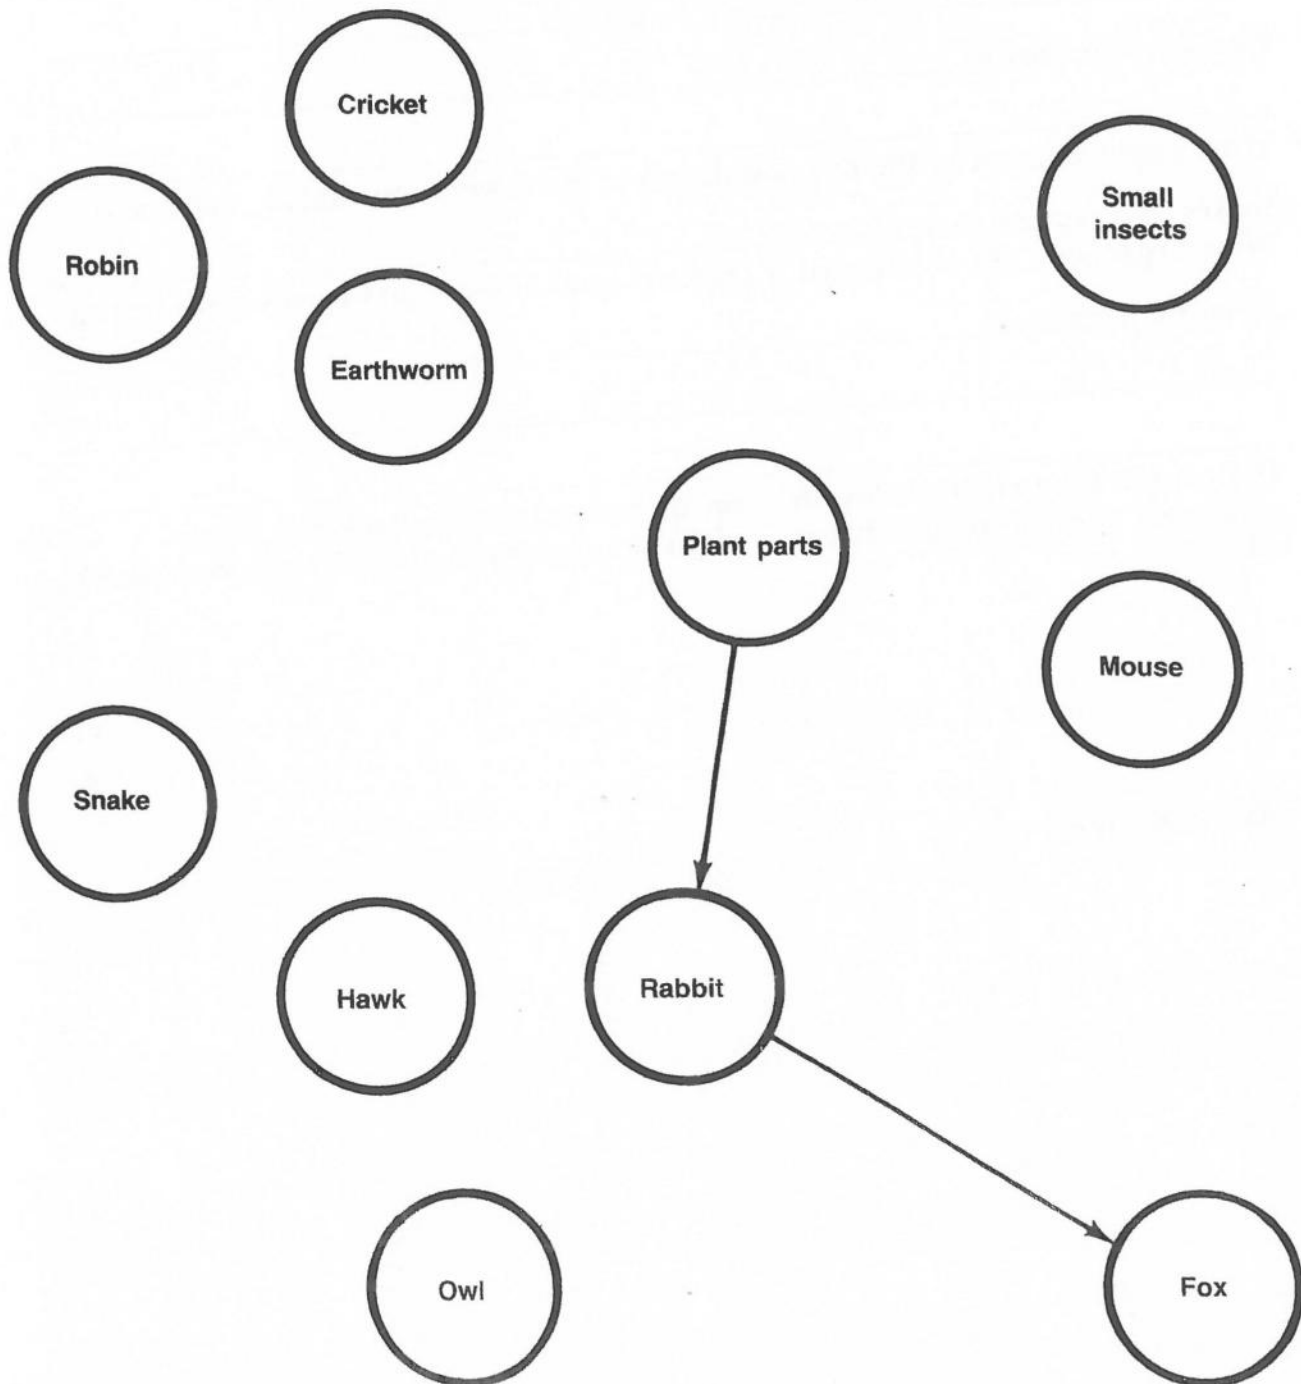 Cricket
Small
insects
Robin
Earthworm
Plant parts
Mouse
Snake
Rabbit
Hawk
Owl
Fox